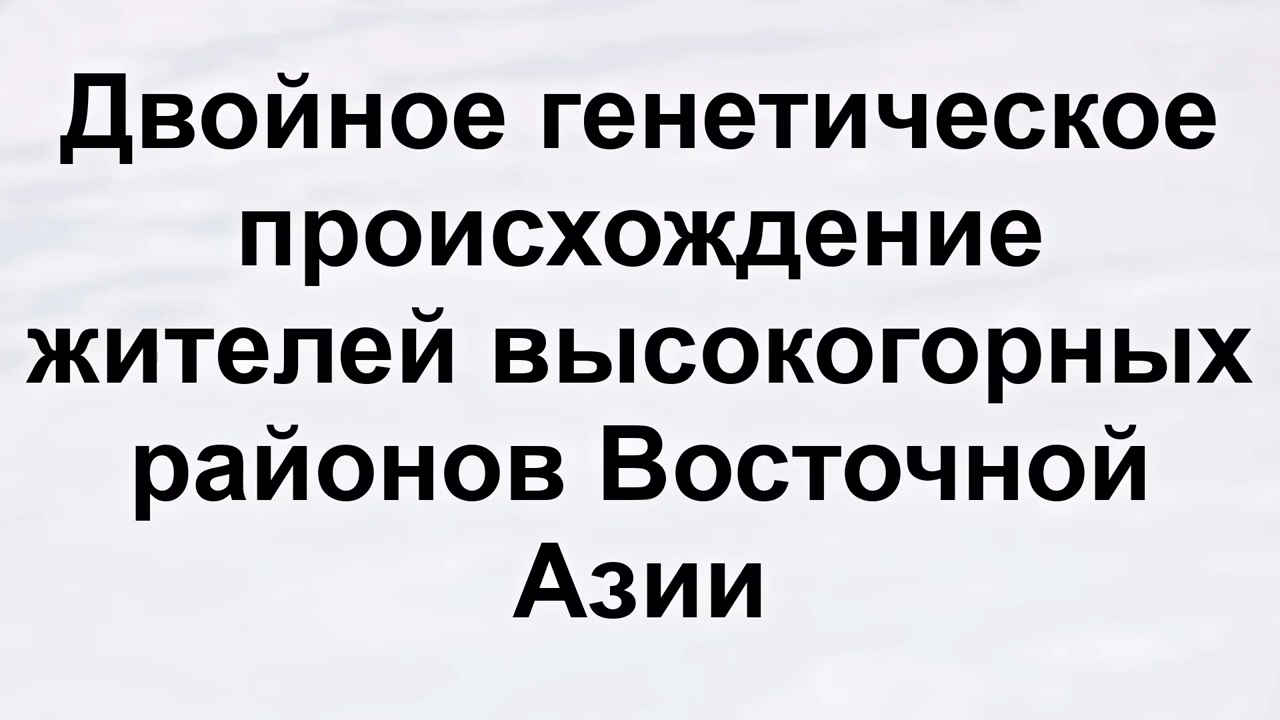 Двойное генетическое
происхождение
жителей высокогорных
районов Восточной
Азии